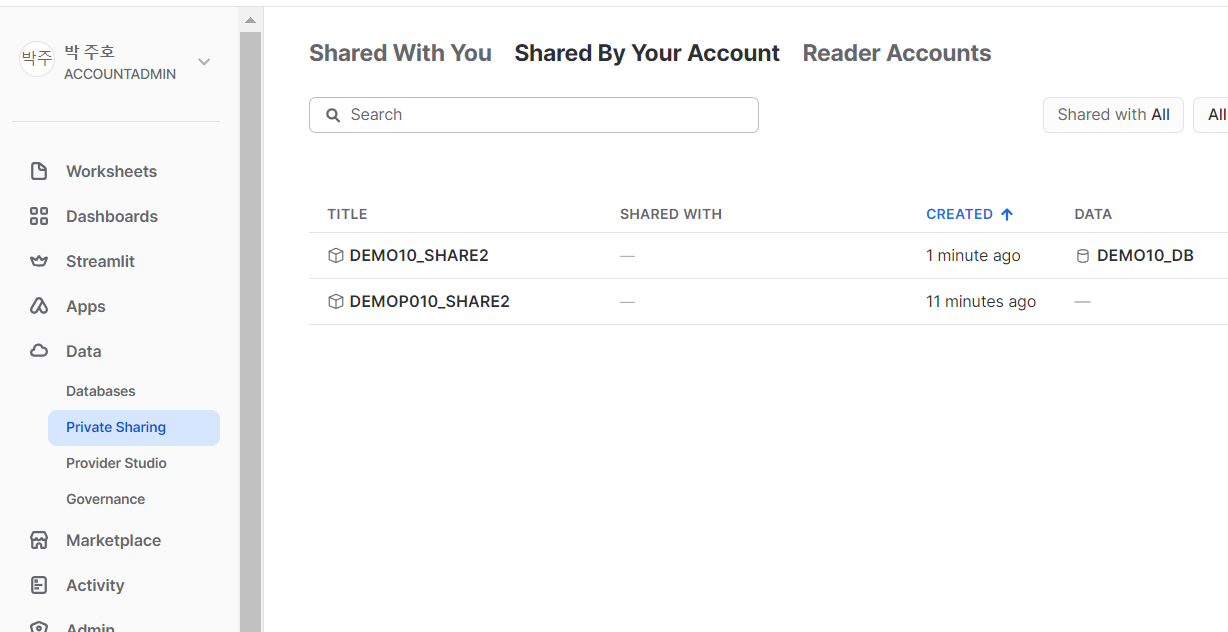 박주
박 주호
ACCOUNTADMIN
Worksheets
Dashboards
Streamlit
Apps
Data
Databases
Private Sharing
Provider Studio
Governance
Marketplace
Activity
Admin
Shared With You Shared By Your Account Reader Accounts
Search
Shared with All
All
TITLE SHARED WITH CREATED DATA
DEMO10_SHARE2 — 1 minute ago DEMO10_DB
DEMOP010_SHARE2 — 11 minutes ago —